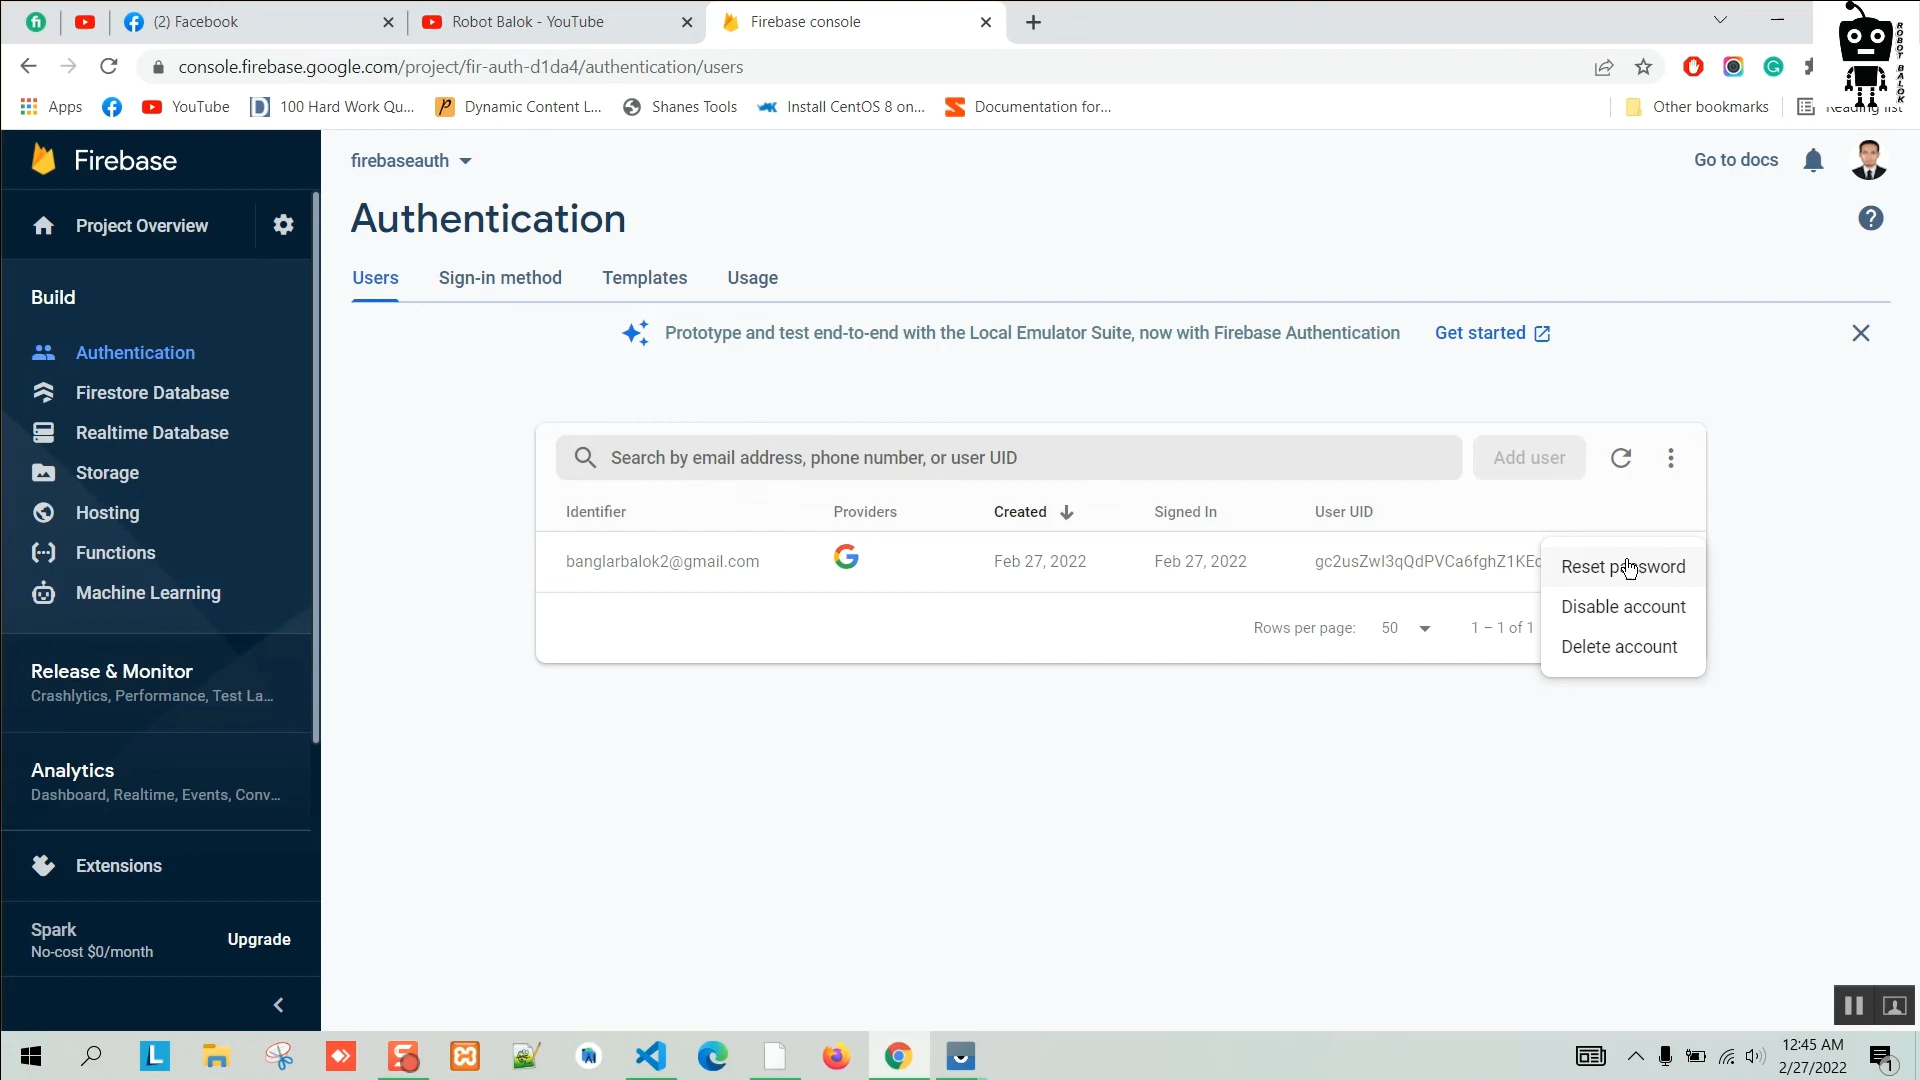 (2) Facebook
Robot Balok - YouTube
Firebase console
ROBOT BALOK
console.firebase.google.com/project/fir-auth-d1da4/authentication/users
Apps
YouTube
100 Hard Work Qu...
Dynamic Content L...
Shanes Tools
Install CentOS 8 on...
Documentation for...
Other bookmarks
Reading list
Firebase
firebaseauth
Go to docs
Project Overview
Authentication
Users
Sign-in method
Templates
Usage
Prototype and test end-to-end with the Local Emulator Suite, now with Firebase Authentication
Get started
Build
Authentication
Firestore Database
Realtime Database
Storage
Hosting
Functions
Machine Learning
Search by email address, phone number, or user UID
Add user
Identifier
Providers
Created
Signed In
User UID
banglarbalok2@gmail.com
Feb 27, 2022
Feb 27, 2022
Reset password
Disable account
Delete account
Rows per page:
50
1 – 1 of 1
Release & Monitor
Crashlytics, Performance, Test La...
Analytics
Dashboard, Realtime, Events, Conv...
Extensions
Spark
No-cost $0/month
Upgrade
12:45 AM
2/27/2022
1